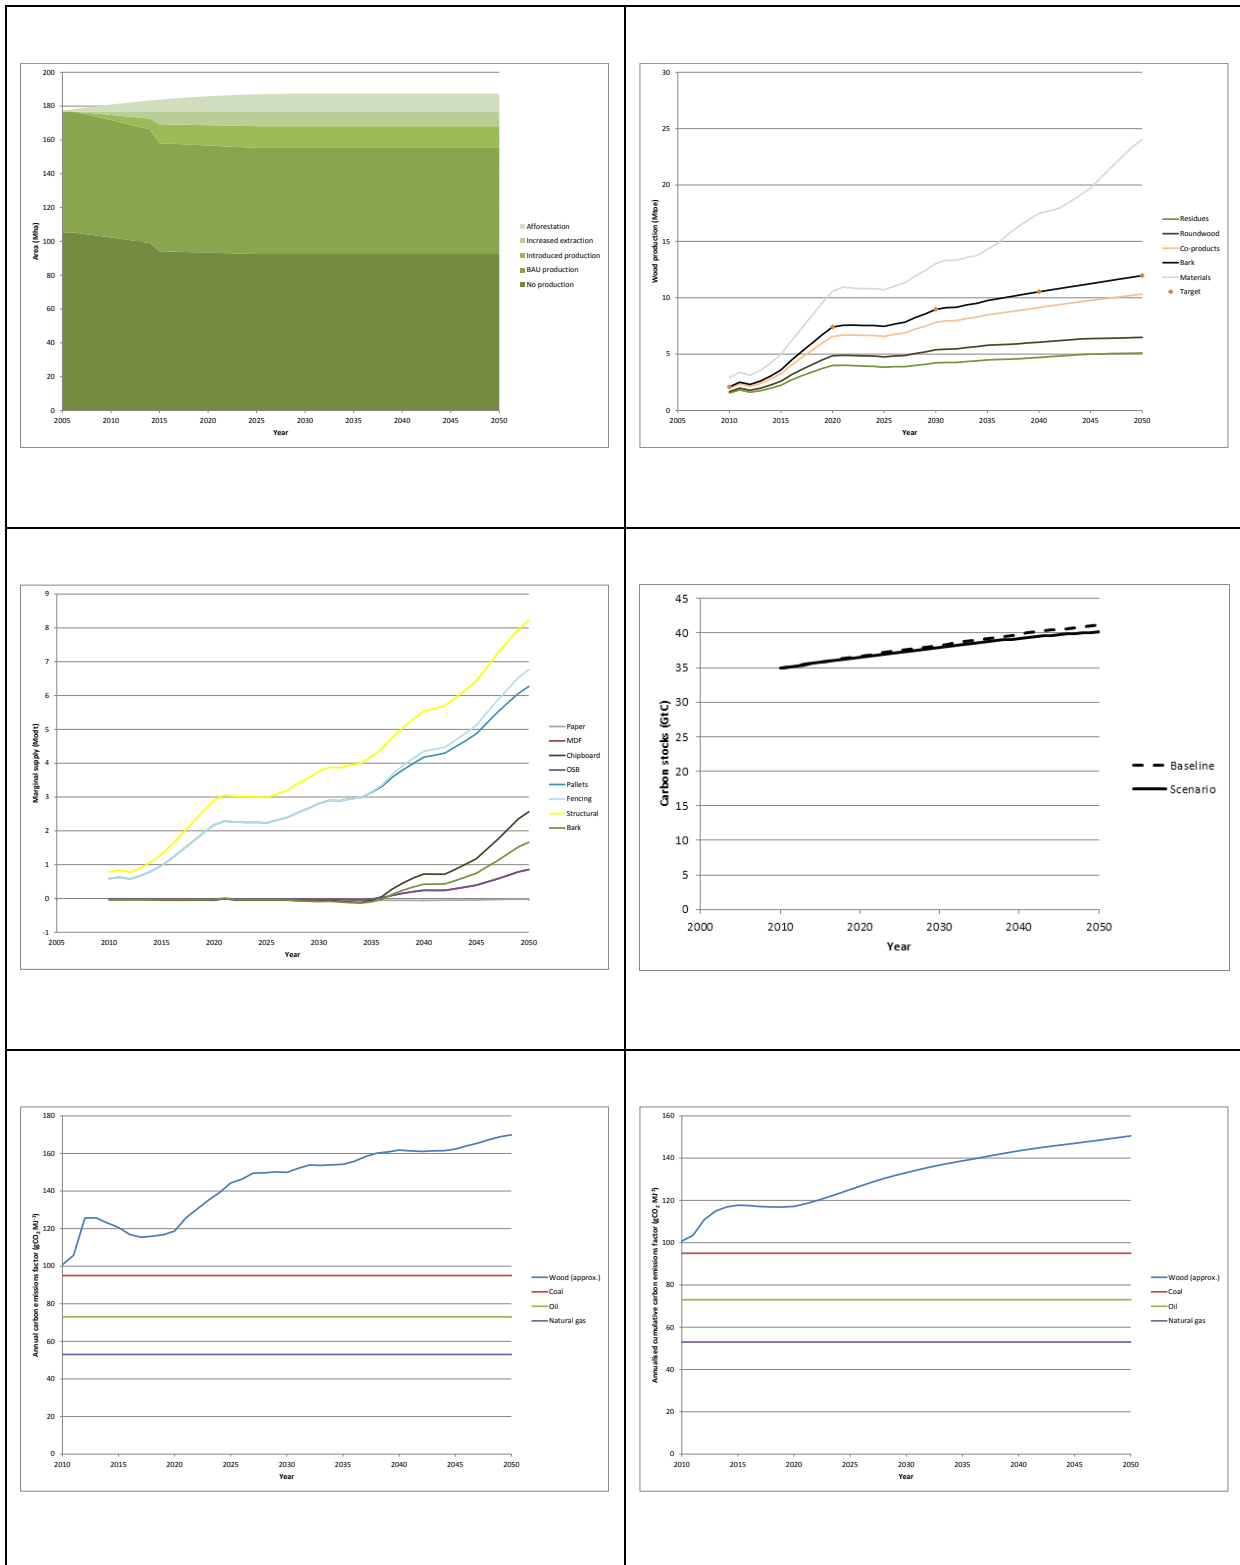 200
180
160
140
120
100
80
60
40
20
0
Area (Mha)
2005 2010 2015 2020 2025 2030 2035 2040 2045 2050
Year
Afforestation
Increased extraction
Introduced production
BAU production
No production
30
25
20
15
10
5
0
Wood production (Mtoe)
2005 2010 2015 2020 2025 2030 2035 2040 2045 2050
Year
Residues
Roundwood
Co-products
Bark
Materials
Target
9
8
7
6
5
4
3
2
1
0
-1
Marginal supply (Modt)
2005 2010 2015 2020 2025 2030 2035 2040 2045 2050
Year
Paper
MDF
Chipboard
OSB
Pallets
Fencing
Structural
Bark
45
40
35
30
25
20
15
10
5
0
Carbon stocks (GtC)
2000 2010 2020 2030 2040 2050
Year
Baseline
Scenario
180
160
140
120
100
80
60
40
20
0
Annual carbon emissions factor (gCO₂ MJ⁻¹)
2010 2015 2020 2025 2030 2035 2040 2045 2050
Year
Wood (approx.)
Coal
Oil
Natural gas
160
140
120
100
80
60
40
20
0
Annualised cumulative carbon emissions factor (gCO₂ MJ⁻¹)
2010 2015 2020 2025 2030 2035 2040 2045 2050
Year
Wood (approx.)
Coal
Oil
Natural gas